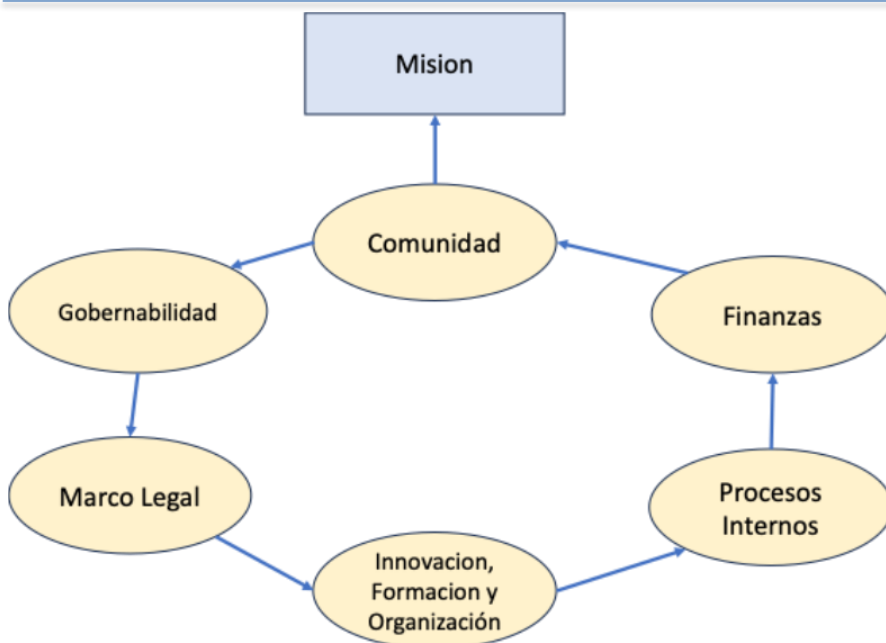 Mision
Comunidad
Gobernabilidad
Finanzas
Marco Legal
Procesos
Internos
Innovacion,
Formacion y
Organización